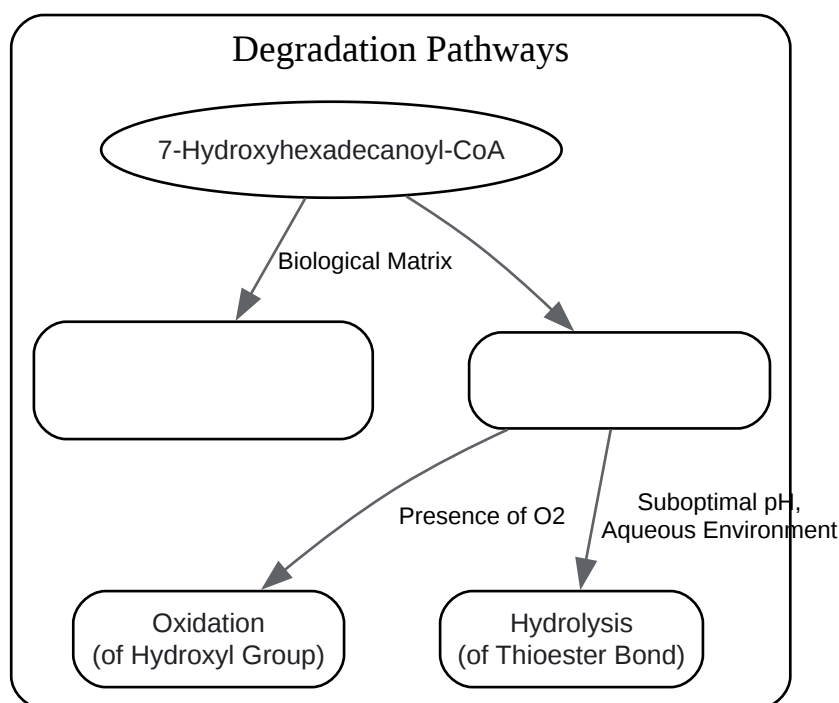 Degradation Pathways
7-Hydroxyhexadecanoyl-CoA
Biological Matrix
Presence of O2
Suboptimal pH,
Aqueous Environment
Oxidation
(of Hydroxyl Group)
Hydrolysis
(of Thioester Bond)